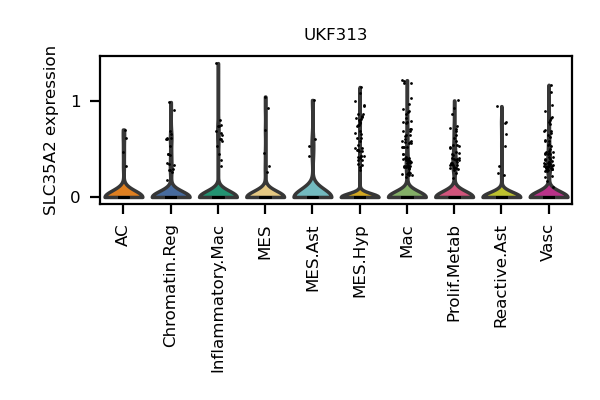 UKF313
SLC35A2 expression
1
0
AC
Chromatin.Reg
Inflammatory.Mac
MES
MES.Ast
MES.Hyp
Mac
Prolif.Metab
Reactive.Ast
Vasc